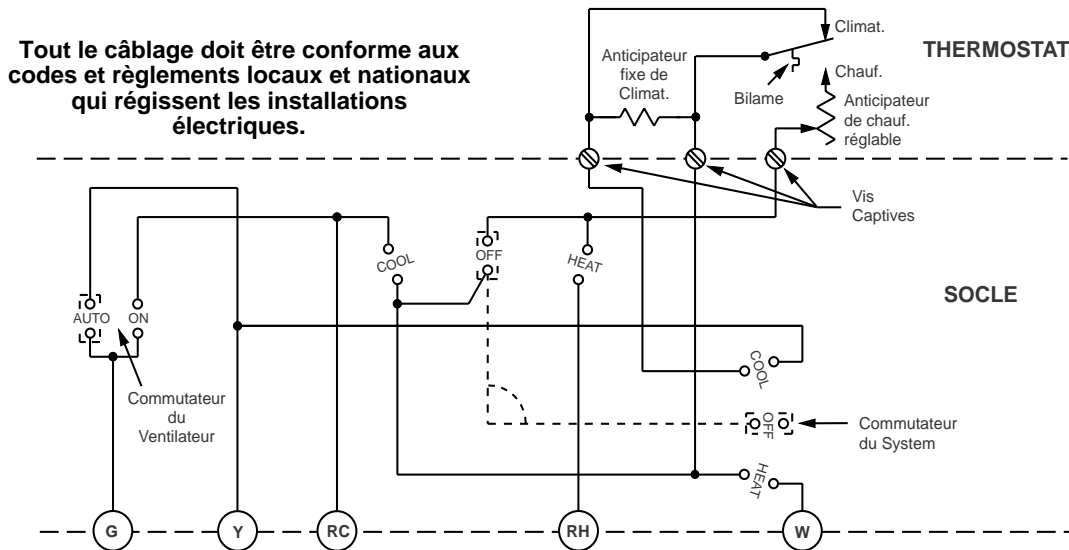 Tout le câblage doit être conforme aux
codes et règlements locaux et nationaux
qui régissent les installations
électriques.
Anticipateur
fixe de
Climat.
Climat.
THERMOSTAT
Bilame
Chauf.
Anticipateur
de chauf.
réglable
Vis
Captives
COOL
OFF
HEAT
SOCLE
AUTO
ON
Commutateur
du
Ventilateur
COOL
OFF
Commutateur
du System
HEAT
G
Y
RC
RH
W